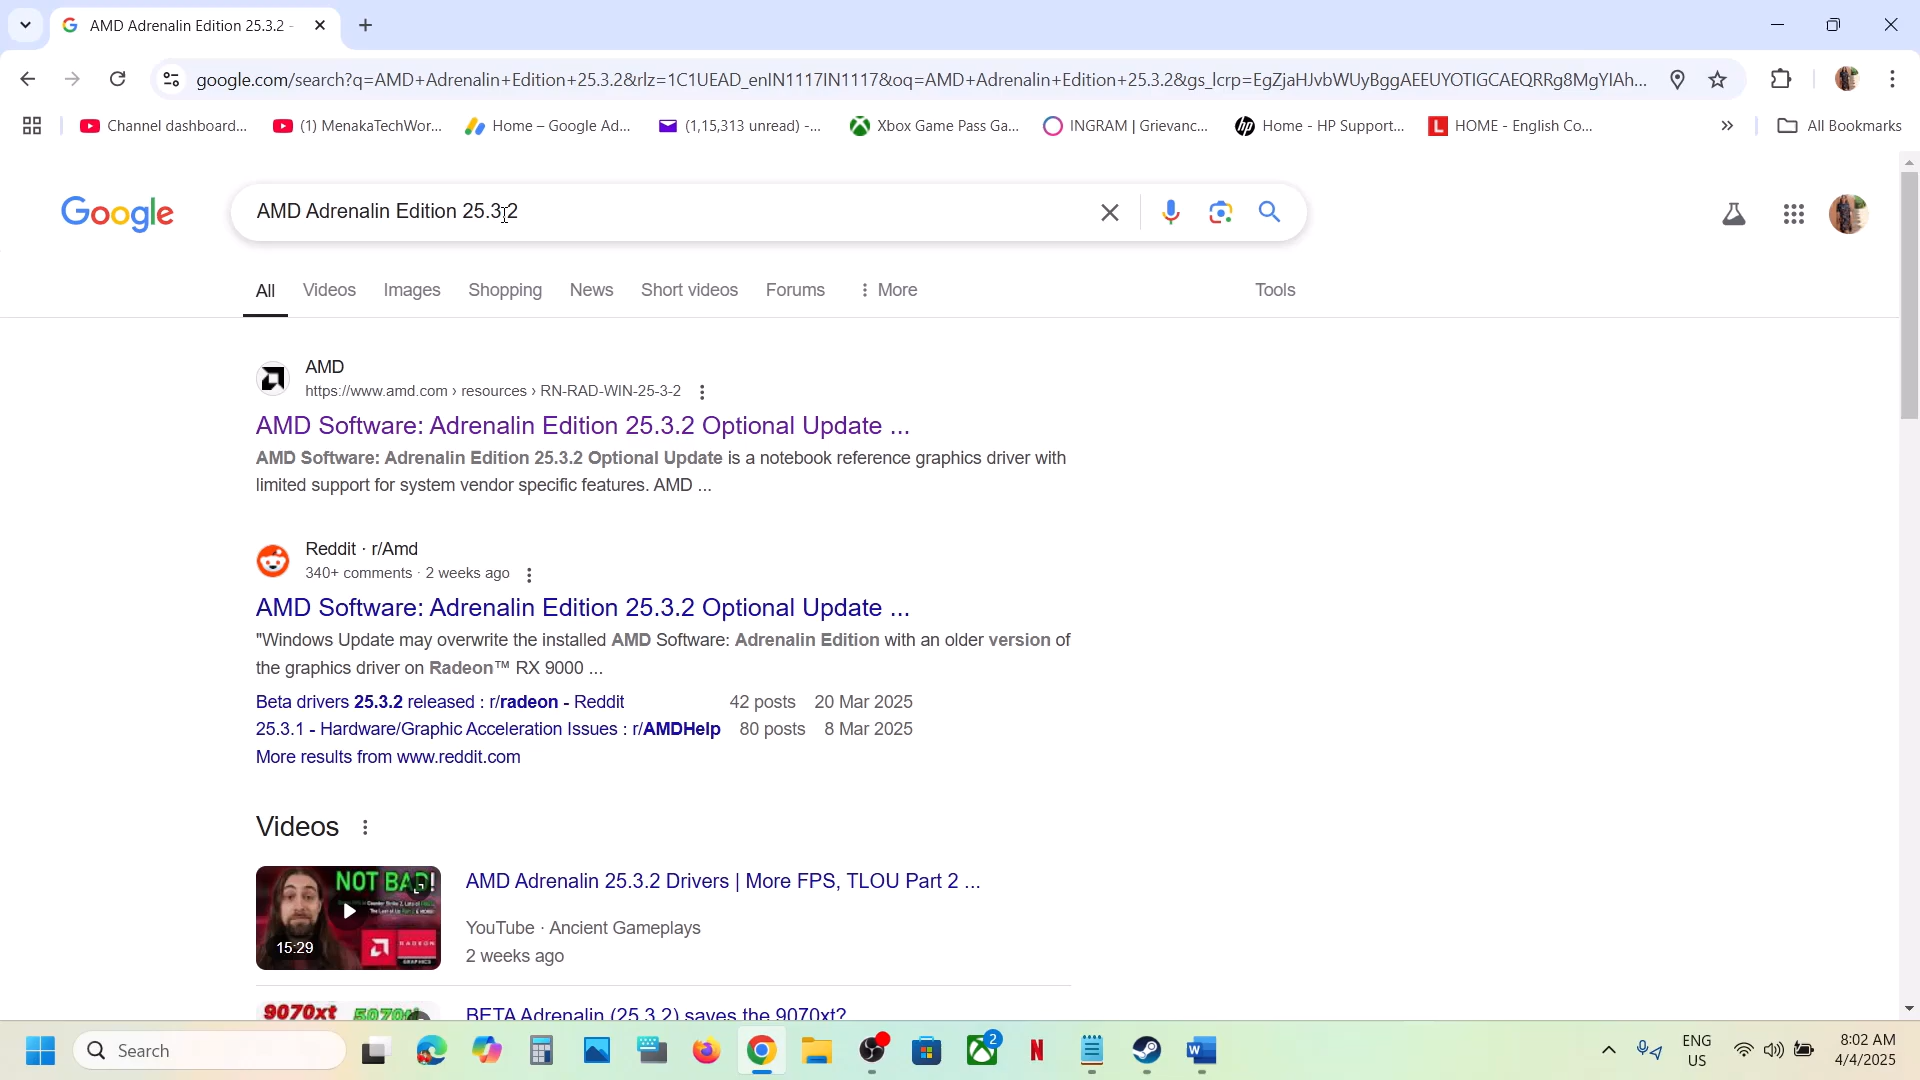 AMD Adrenalin Edition 25.3.2 -
google.com/search?q=AMD+Adrenalin+Edition+25.3.2&rlz=1C1UEAD_enIN1117IN1117&oq=AMD+Adrenalin+Edition+25.3.2&gs_lcrp=EgZjaHJvbWUyBggAEEUYOTIGCAEQRRg8MgYIAh...
Channel dashboard...
(1) MenakaTechWor...
Home – Google Ad...
(1,15,313 unread) -...
Xbox Game Pass Ga...
INGRAM | Grievanc...
Home - HP Support...
HOME - English Co...
All Bookmarks
Google
AMD Adrenalin Edition 25.3.2
All
Videos
Images
Shopping
News
Short videos
Forums
More
Tools
AMD
https://www.amd.com › resources › RN-RAD-WIN-25-3-2
AMD Software: Adrenalin Edition 25.3.2 Optional Update ...
AMD Software: Adrenalin Edition 25.3.2 Optional Update is a notebook reference graphics driver with
limited support for system vendor specific features. AMD ...
Reddit · r/Amd
340+ comments · 2 weeks ago
AMD Software: Adrenalin Edition 25.3.2 Optional Update ...
"Windows Update may overwrite the installed AMD Software: Adrenalin Edition with an older version of
the graphics driver on Radeon™ RX 9000 ...
Beta drivers 25.3.2 released : r/radeon - Reddit 42 posts 20 Mar 2025
25.3.1 - Hardware/Graphic Acceleration Issues : r/AMDHelp 80 posts 8 Mar 2025
More results from www.reddit.com
Videos
NOT BAD!
RADEON
GRAPHICS
15:29
AMD Adrenalin 25.3.2 Drivers | More FPS, TLOU Part 2 ...
YouTube · Ancient Gameplays
2 weeks ago
9070xt 5070ti
BETA Adrenalin (25.3.2) saves the 9070xt?
Search
2
ENG
US
8:02 AM
4/4/2025